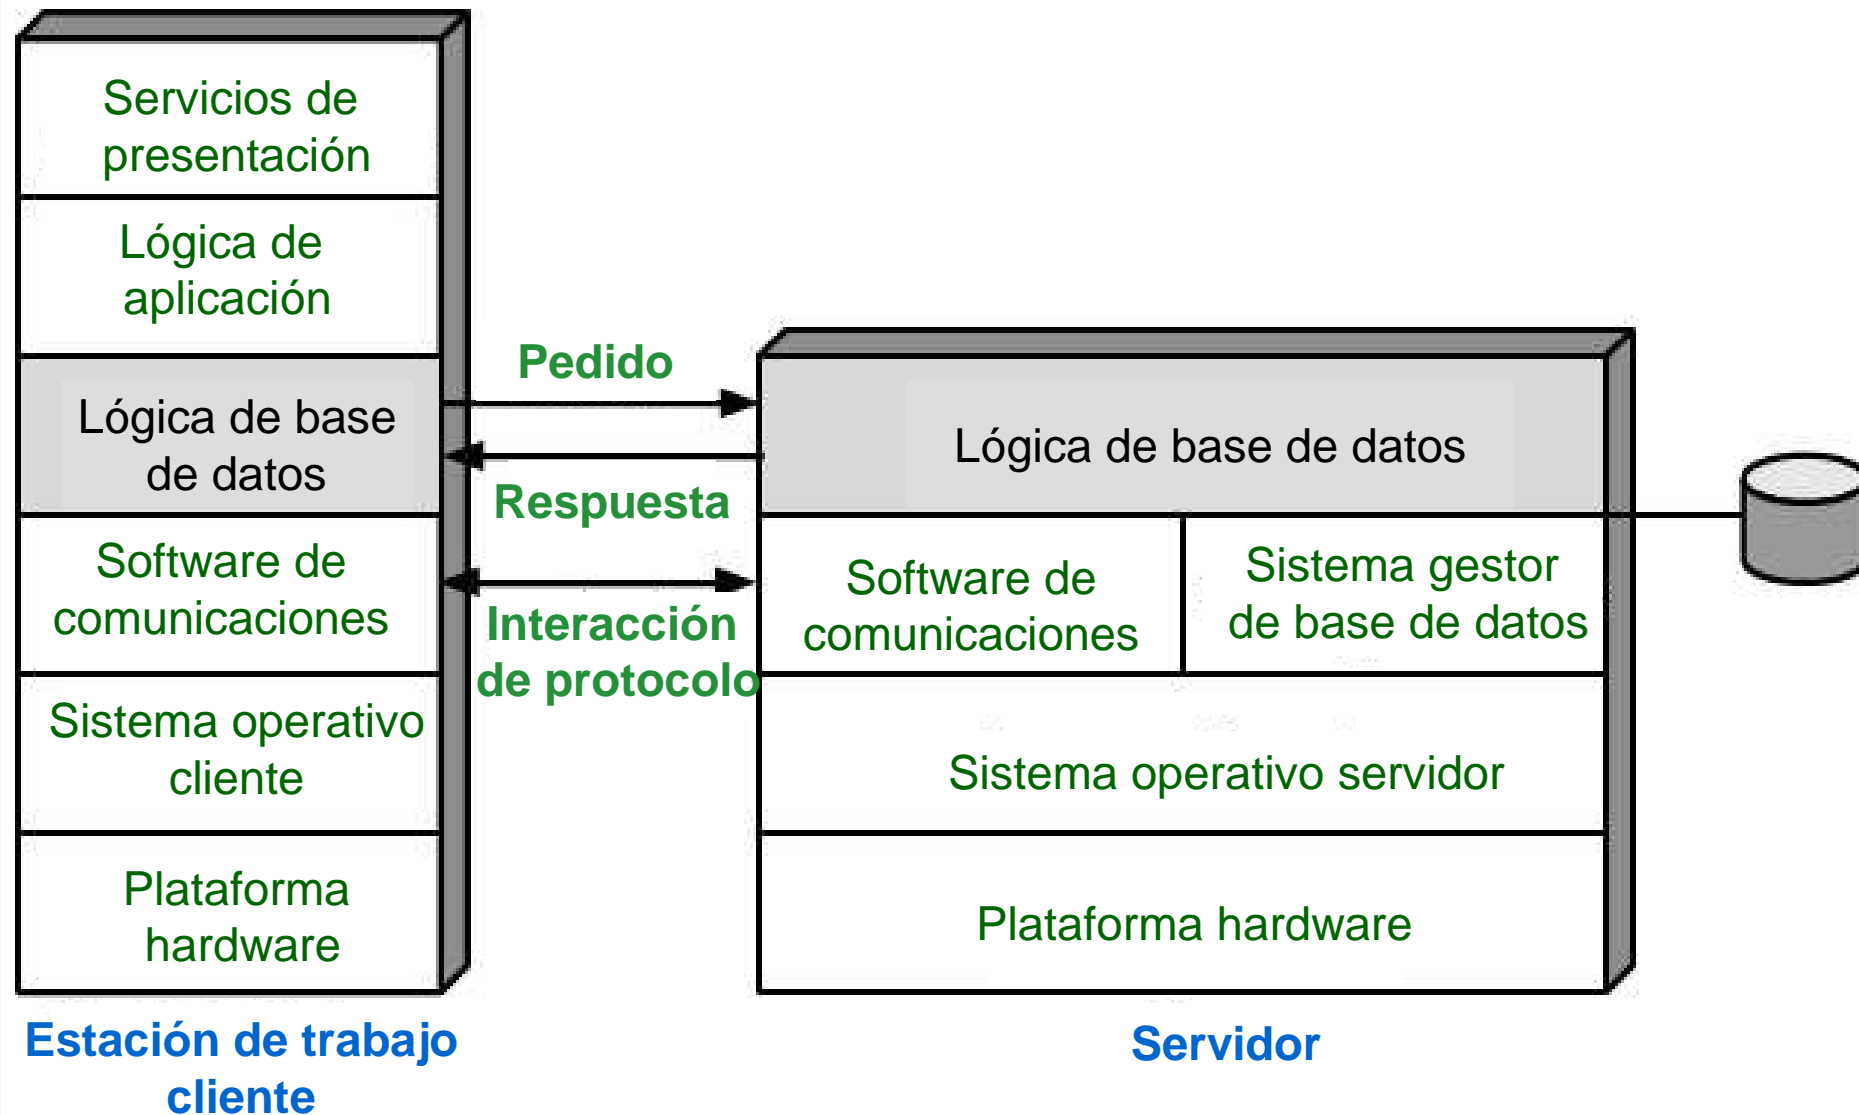 Servicios de
presentación
Lógica de
aplicación
Lógica de base
de datos
Software de
comunicaciones
Sistema operativo
cliente
Plataforma
hardware
Estación de trabajo
cliente
Pedido
Respuesta
Interacción
de protocolo
Lógica de base de datos
Software de
comunicaciones
Sistema gestor
de base de datos
Sistema operativo servidor
Plataforma hardware
Servidor